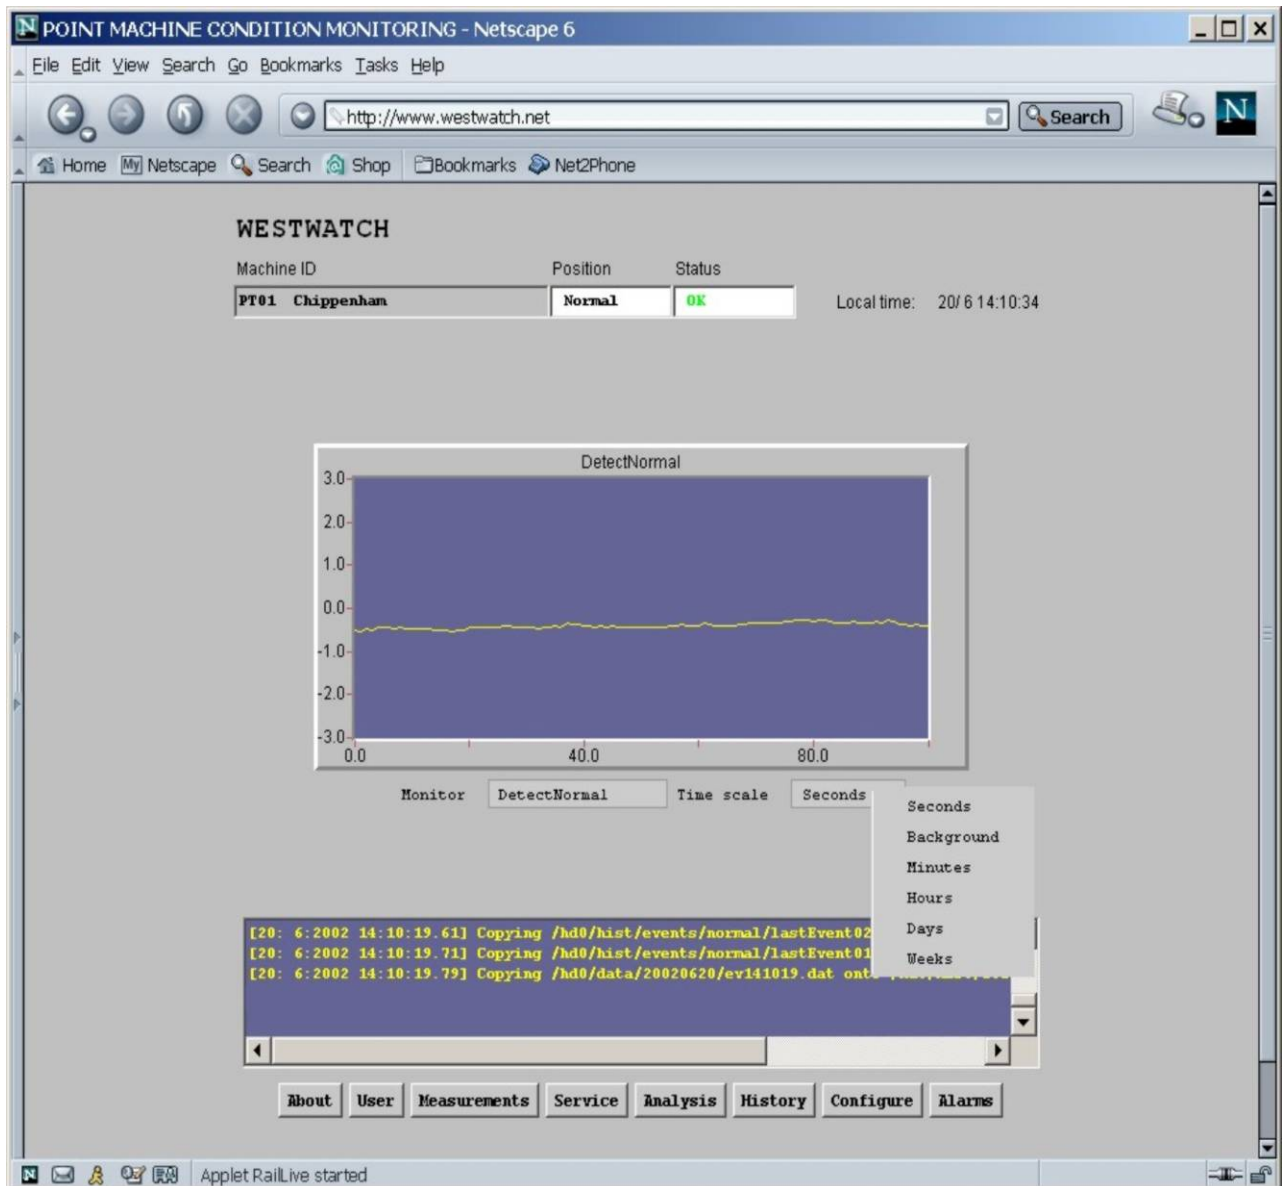 POINT MACHINE CONDITION MONITORING - Netscape 6
File Edit View Search Go Bookmarks Tasks Help
http://www.westwatch.net Search N
Home My Netscape Search Shop Bookmarks Net2Phone
WESTWATCH
Machine ID Position Status
PT01 Chippenham Normal OK Local time: 20/ 6 14:10:34
DetectNormal
3.0
2.0
1.0
0.0
-1.0
-2.0
-3.0
0.0 40.0 80.0
Monitor DetectNormal Time scale Seconds
Seconds
Background
Minutes
Hours
Days
Weeks
[20: 6:2002 14:10:19.61] Copying /hd0/hist/events/normal/lastEvent02
[20: 6:2002 14:10:19.71] Copying /hd0/hist/events/normal/lastEvent01
[20: 6:2002 14:10:19.79] Copying /hd0/data/20020620/ev141019.dat onto
About User Measurements Service Analysis History Configure Alarms
Applet RailLive started